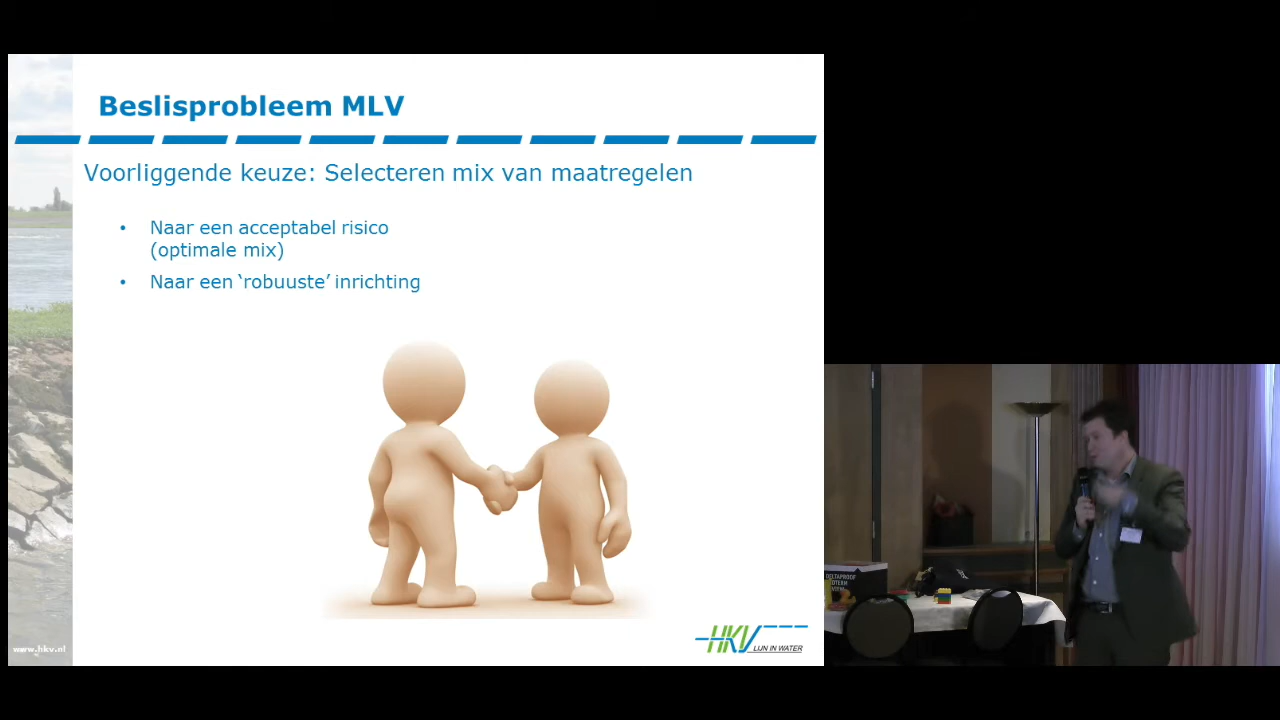 Beslisprobleem MLV
Voorliggende keuze: Selecteren mix van maatregelen
• Naar een acceptabel risico
(optimale mix)
• Naar een ‘robuuste’ inrichting
www.hkv.nl
HKV
LIJN IN WATER
DELTAPROOF